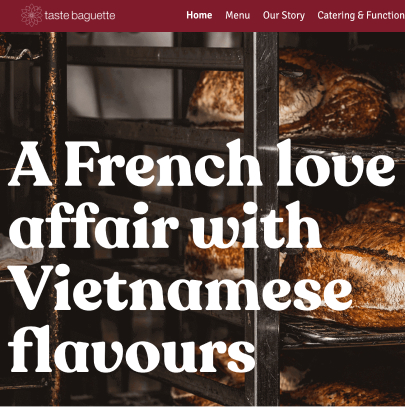 taste baguette
Home Menu Our Story Catering & Function
A French love
affair with
Vietnamese
flavours